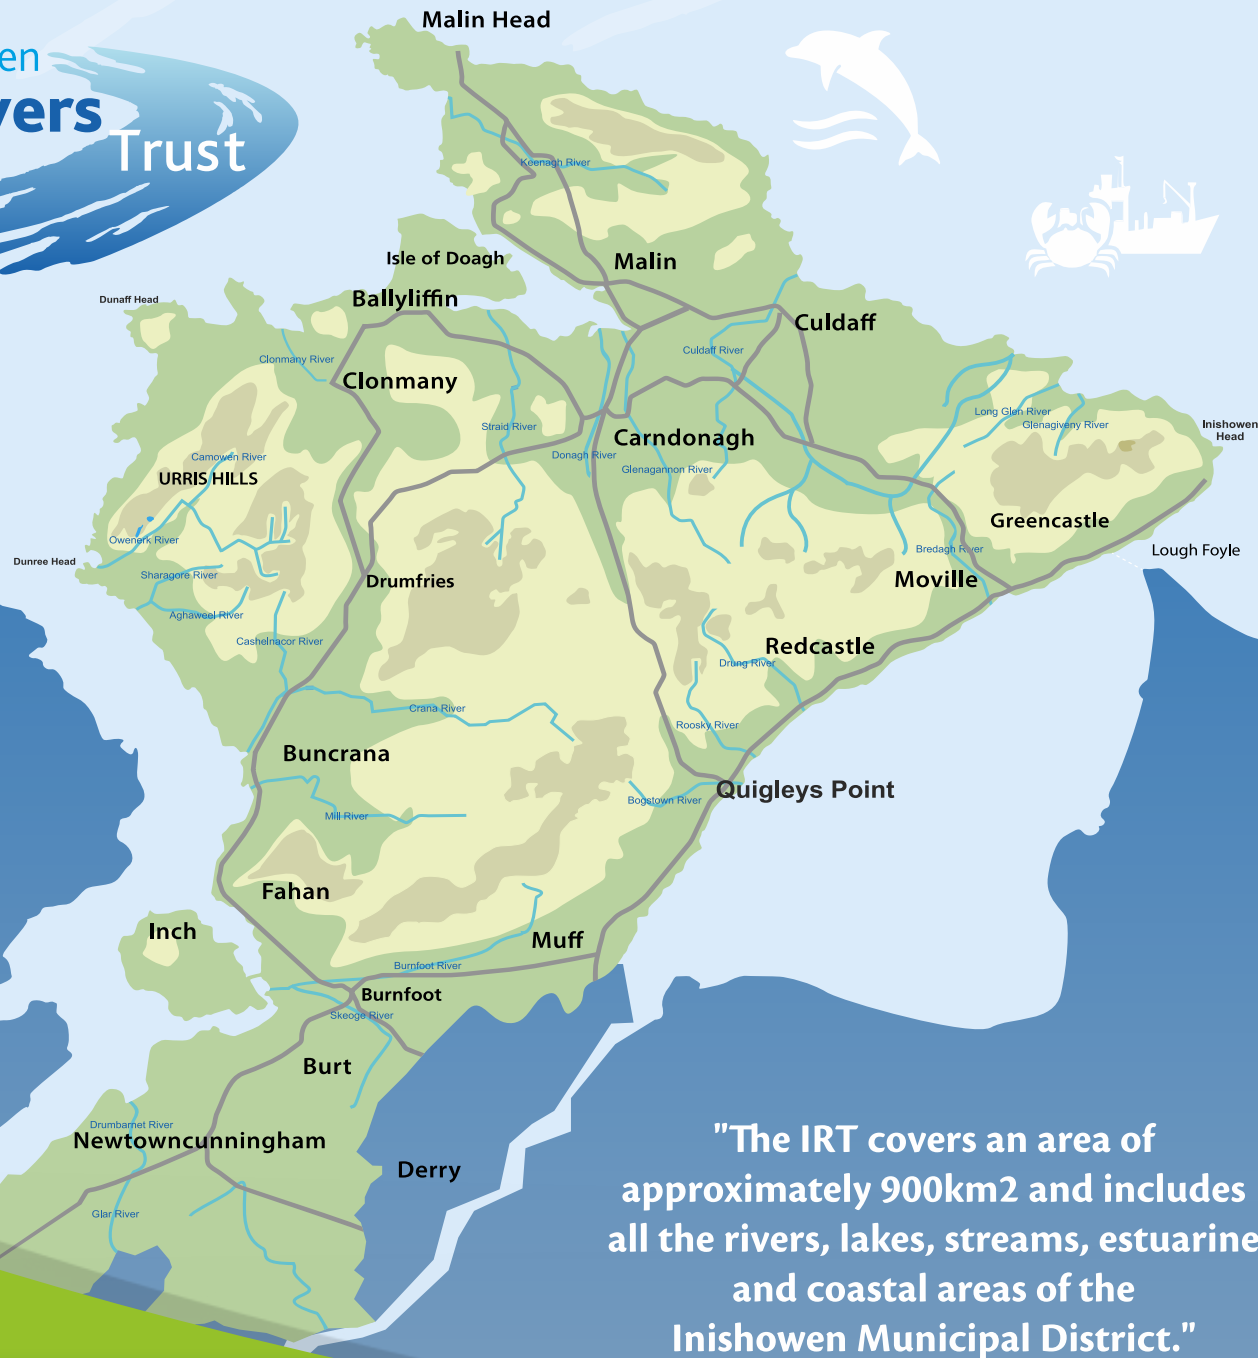 Malin Head
en
vers
Trust
Keenagh River
Isle of Doagh
Malin
Dunaff Head
Ballyliffin
Culdaff
Clonmany River
Culdaff River
Clonmany
Long Glen River
Straid River
Glenagiveny River
Inishowen
Head
Carndonagh
Camowen River
Donagh River
Glenagannon River
URRIS HILLS
Greencastle
Owenerk River
Bredagh River
Lough Foyle
Dunree Head
Sharagore River
Drumfries
Moville
Aghaweel River
Cashelnacor River
Redcastle
Drung River
Crana River
Roosky River
Buncrana
Quigleys Point
Bogstown River
Mill River
Fahan
Inch
Muff
Burnfoot River
Burnfoot
Skeoge River
Burt
Drumbarnet River
Newtowncunningham
Derry
Glar River
"The IRT covers an area of
approximately 900km2 and includes
all the rivers, lakes, streams, estuarine
and coastal areas of the
Inishowen Municipal District."